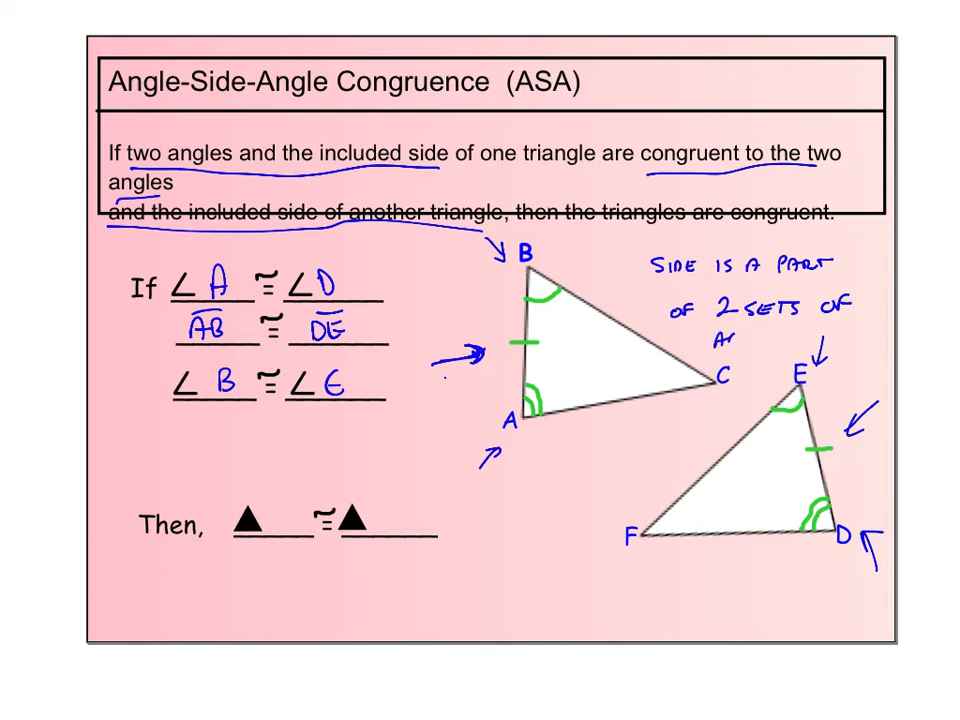 Angle-Side-Angle Congruence (ASA)
If two angles and the included side of one triangle are congruent to the two
angles
and the included side of another triangle, then the triangles are congruent.
B
SIDE IS A PART
OF 2 SETS OF
If ∠ A ≅ ∠ D
AB ≅ DE
∠ B ≅ ∠ E
C
E
A
Then, ▲____ ≅ ▲____
F
D